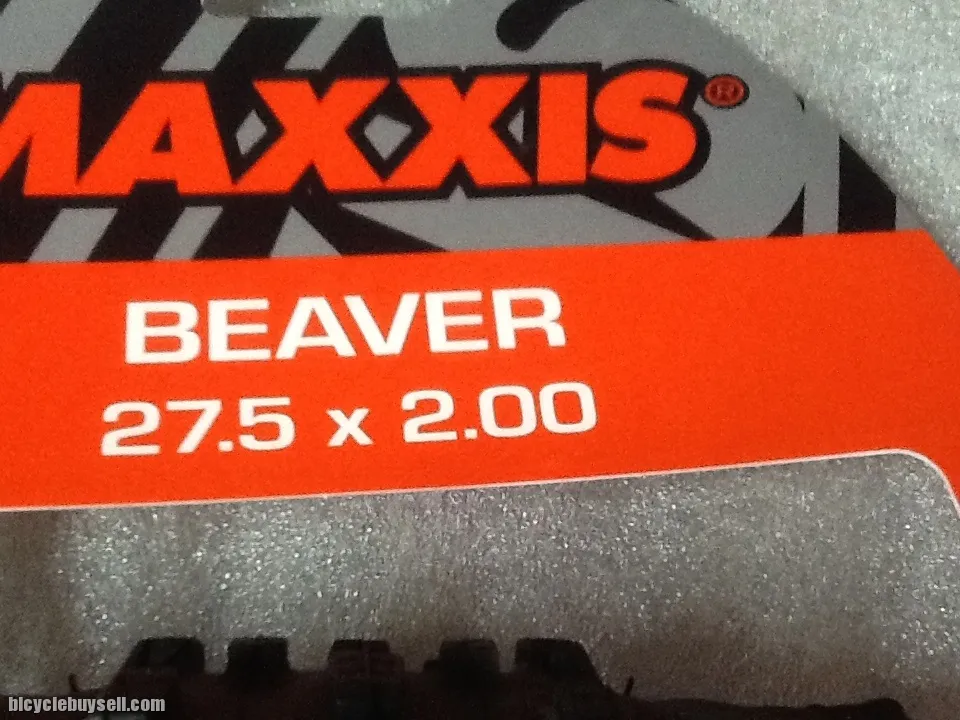 MAXXIS®
BEAVER
27.5 x 2.00
bicyclebuysell.com